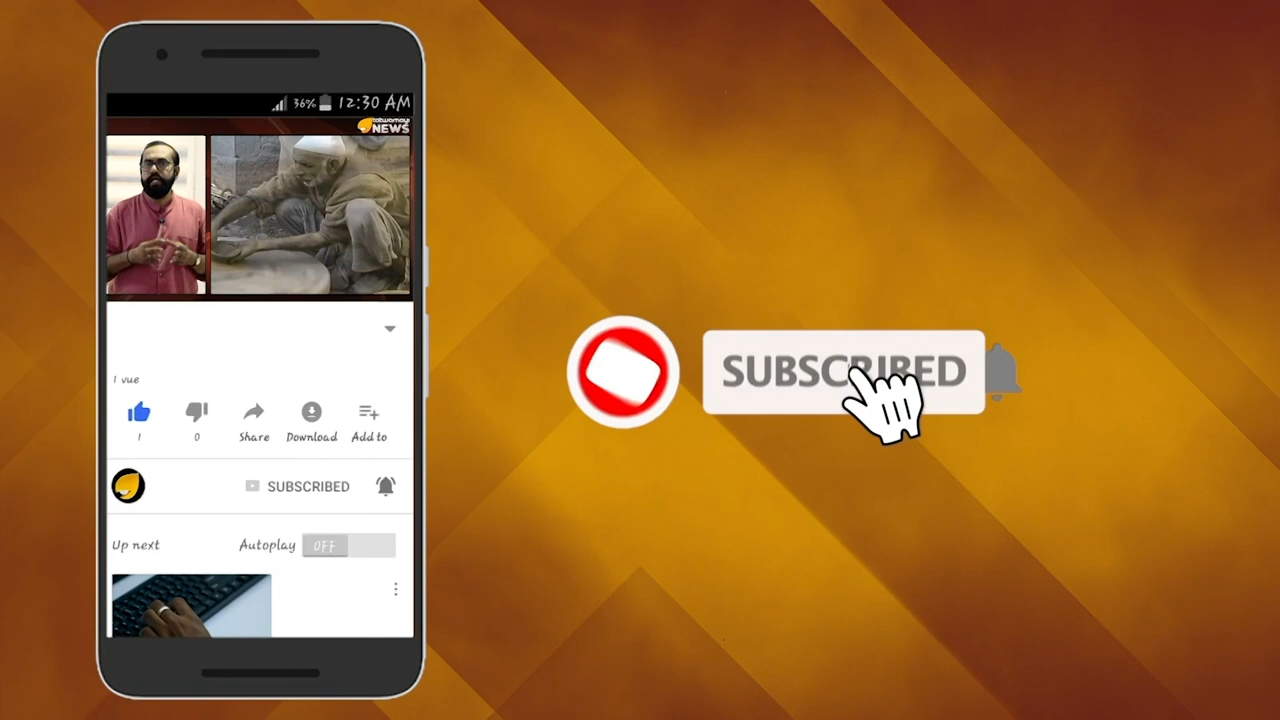 36% 12:30 AM
tatwamayi
NEWS
1 vue
1
0
Share
Download
Add to
SUBSCRIBED
Up next
Autoplay
OFF
SUBSCRIBED